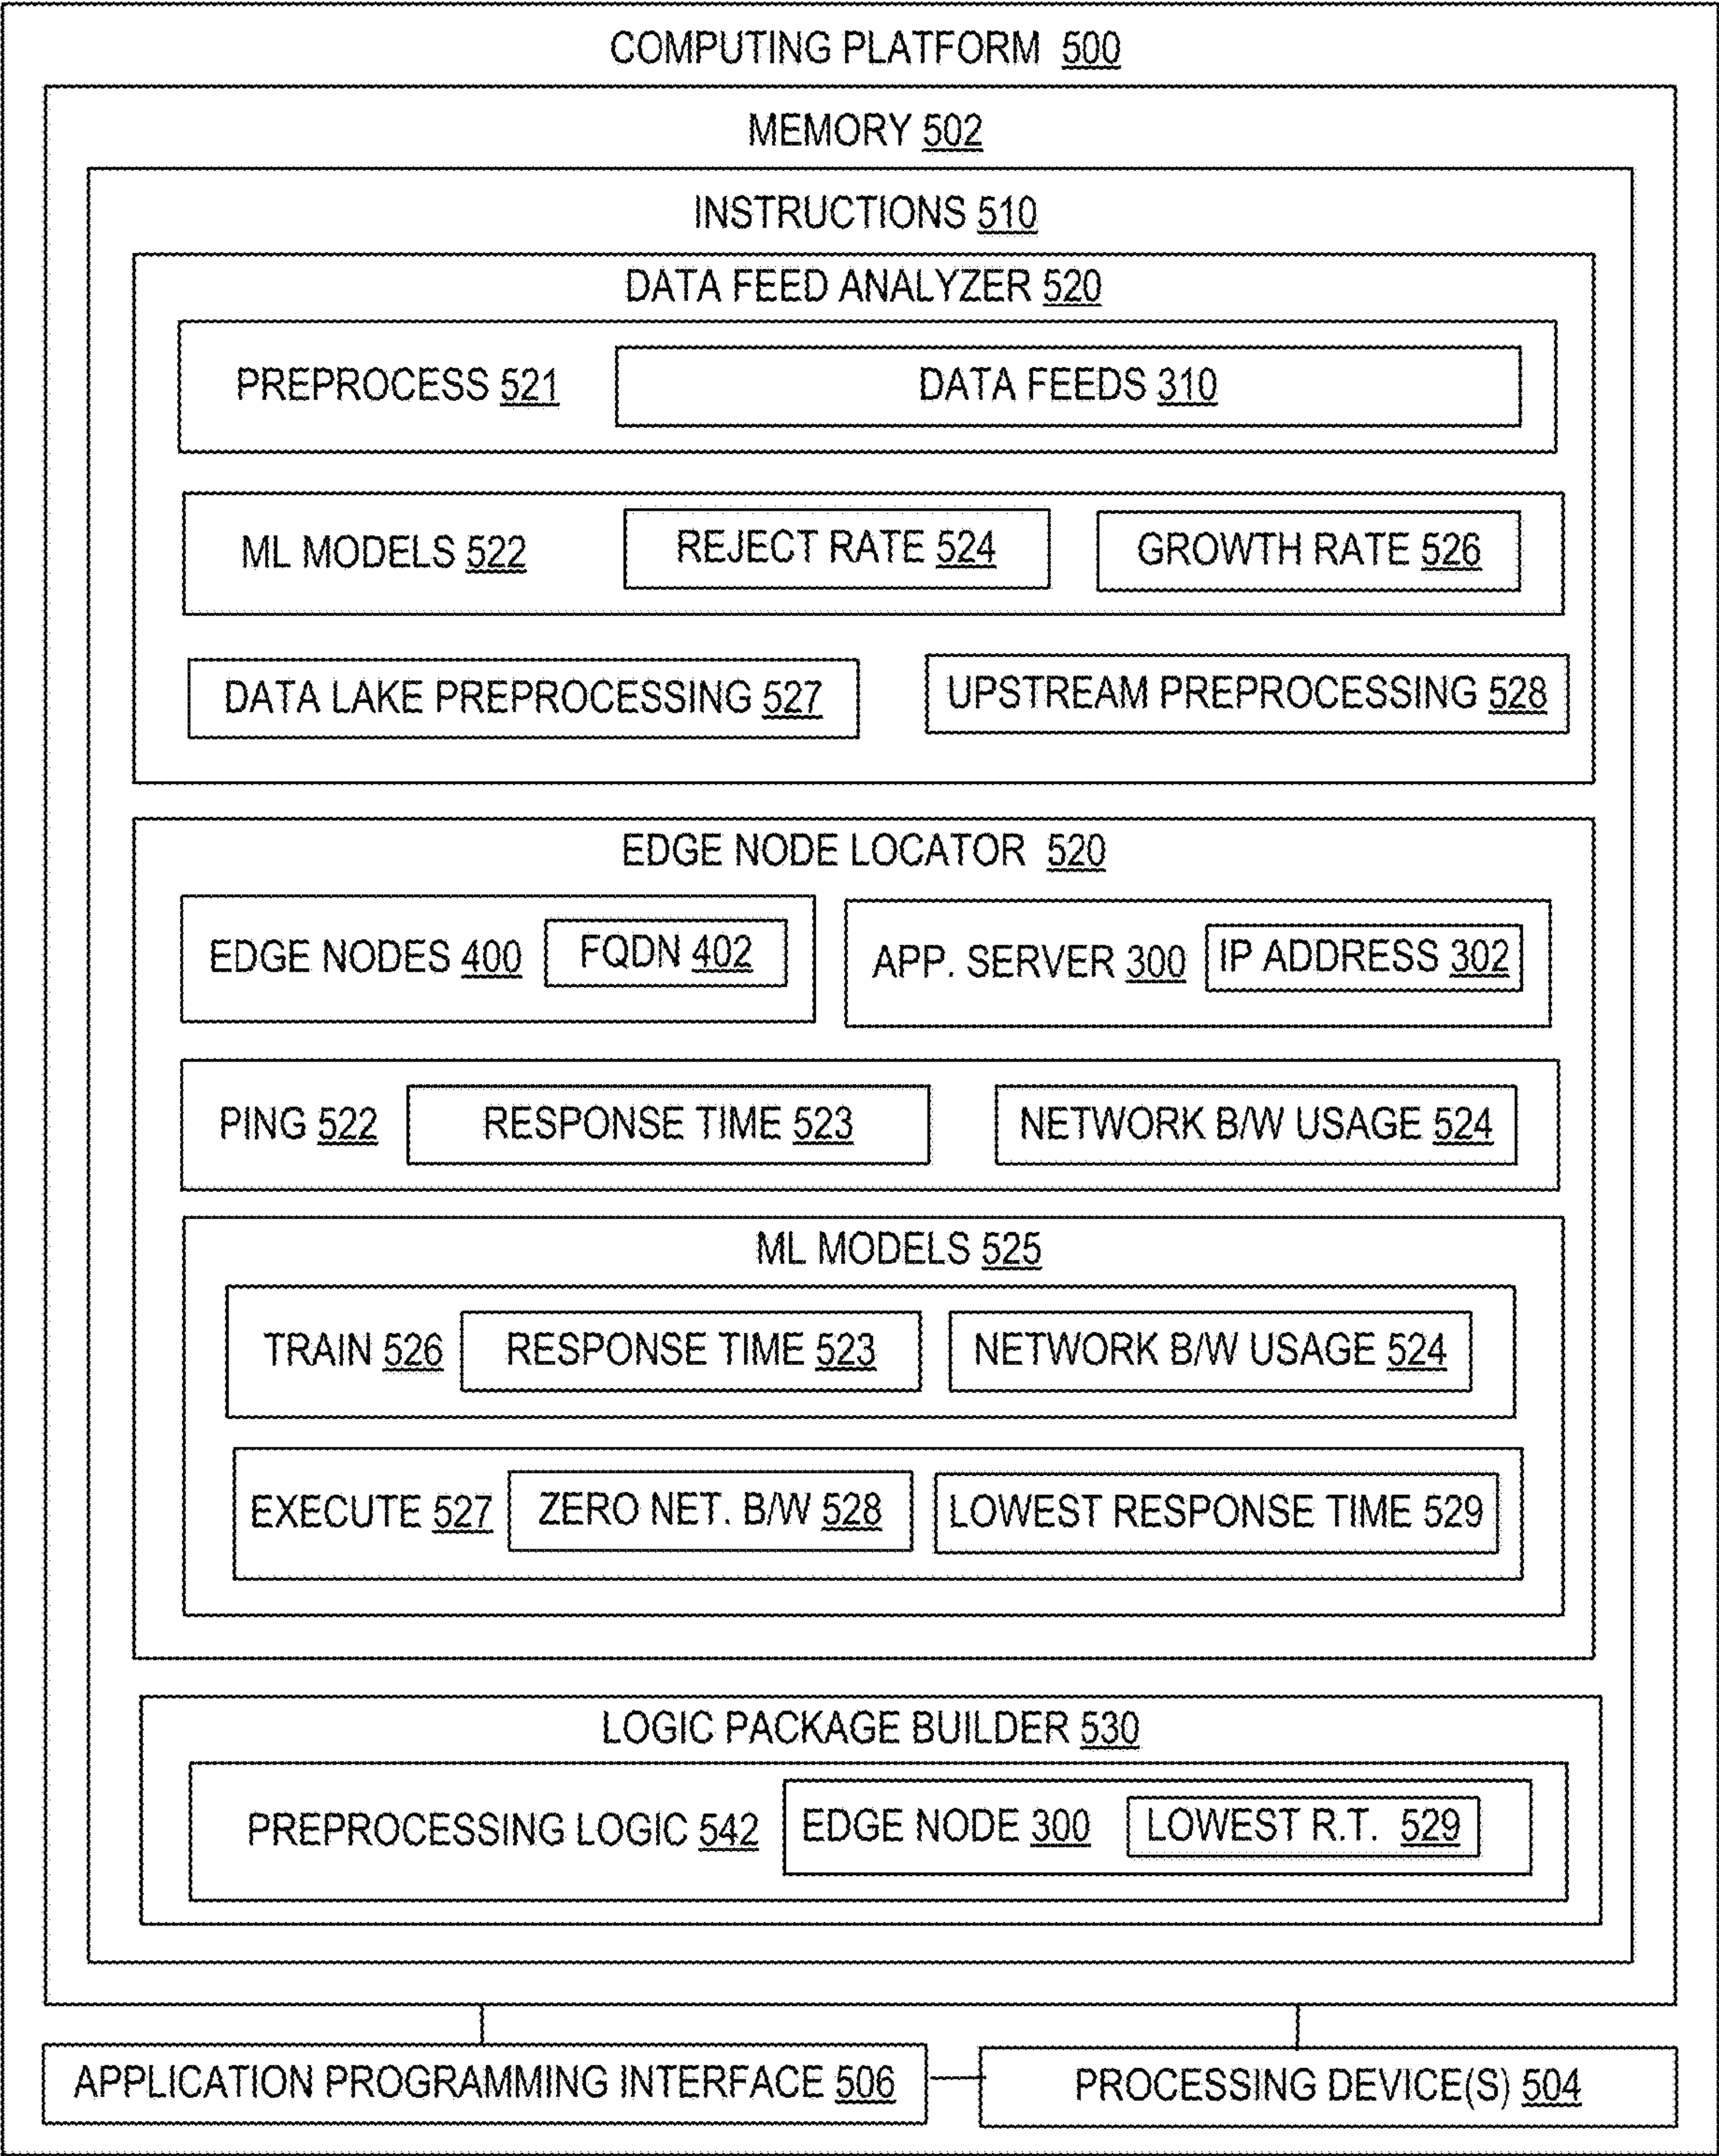 COMPUTING PLATFORM 500
MEMORY 502
INSTRUCTIONS 510
DATA FEED ANALYZER 520
PREPROCESS 521 DATA FEEDS 310
ML MODELS 522 REJECT RATE 524 GROWTH RATE 526
DATA LAKE PREPROCESSING 527 UPSTREAM PREPROCESSING 528
EDGE NODE LOCATOR 520
EDGE NODES 400 FQDN 402 APP. SERVER 300 IP ADDRESS 302
PING 522 RESPONSE TIME 523 NETWORK B/W USAGE 524
ML MODELS 525
TRAIN 526 RESPONSE TIME 523 NETWORK B/W USAGE 524
EXECUTE 527 ZERO NET. B/W 528 LOWEST RESPONSE TIME 529
LOGIC PACKAGE BUILDER 530
PREPROCESSING LOGIC 542 EDGE NODE 300 LOWEST R.T. 529
APPLICATION PROGRAMMING INTERFACE 506 PROCESSING DEVICE(S) 504